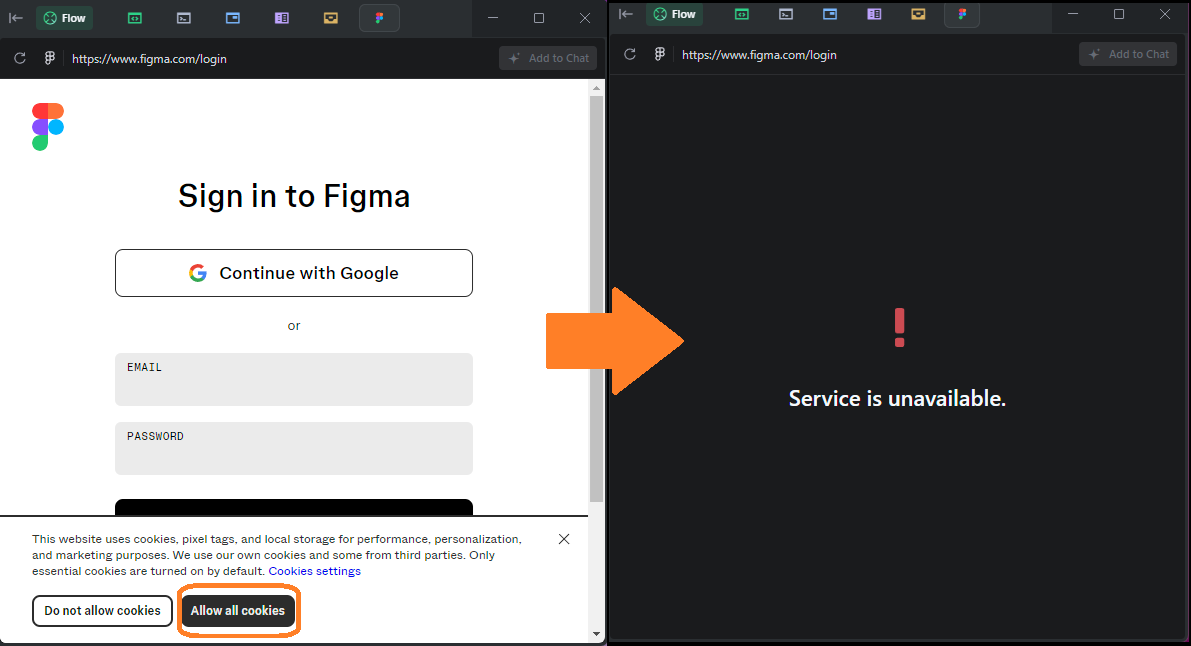 Flow
https://www.figma.com/login
Add to Chat
Sign in to Figma
Continue with Google
or
EMAIL
PASSWORD
This website uses cookies, pixel tags, and local storage for performance, personalization,
and marketing purposes. We use our own cookies and some from third parties. Only
essential cookies are turned on by default. Cookies settings
Do not allow cookies
Allow all cookies
Flow
https://www.figma.com/login
Add to Chat
!
Service is unavailable.